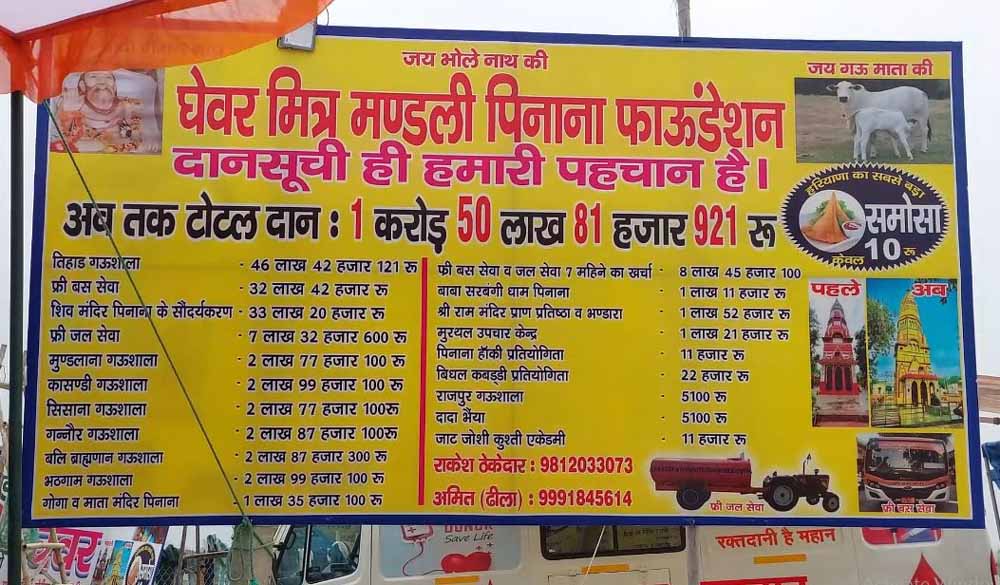 जय भोले नाथ की
जय गऊ माता की
घेवर मित्र मण्डली पिनाना फाऊंडेशन
दानसूची ही हमारी पहचान है।
हरियाणा का सबसे बड़ा
समोसा
केवल 10 रू
अब तक टोटल दान : 1 करोड़ 50 लाख 81 हजार 921 रू
तिहाड गऊशाला - 46 लाख 42 हजार 121 रू
फ्री बस सेवा - 32 लाख 42 हजार रू
शिव मंदिर पिनाना के सौंदर्यकरण - 33 लाख 20 हजार रू
फ्री जल सेवा - 7 लाख 32 हजार 600 रू
मुण्डलाना गऊशाला - 2 लाख 77 हजार 100 रू
कासण्डी गऊशाला - 2 लाख 99 हजार 100 रू
सिसाना गऊशाला - 2 लाख 77 हजार 100रू
गन्नौर गऊशाला - 2 लाख 87 हजार 100रू
बलि ब्राह्मणान गऊशाला - 2 लाख 87 हजार 300 रू
भठगाम गऊशाला - 2 लाख 99 हजार 100 रू
गोगा व माता मंदिर पिनाना - 1 लाख 35 हजार 100 रू
फ्री बस सेवा व जल सेवा 7 महिने का खर्चा - 8 लाख 45 हजार 100
बाबा सरबंगी धाम पिनाना - 1 लाख 11 हजार रू
श्री राम मंदिर प्राण प्रतिष्ठा व भण्डारा - 1 लाख 52 हजार रू
मुरथल उपचार केन्द्र - 1 लाख 21 हजार रू
पिनाना हॉकी प्रतियोगिता - 11 हजार रू
बिधल कबड्डी प्रतियोगिता - 22 हजार रू
राजपुर गऊशाला - 5100 रू
दादा भैंया - 5100 रू
जाट जोशी कुश्ती एकेडमी - 11 हजार रू
राकेश ठेकेदार : 9812033073
अमित (ढीला) : 9991845614
पहले
अब
फ्री जल सेवा
फ्री बस सेवा
घेवर
DONOR
Save Life
रक्तदानी है महान